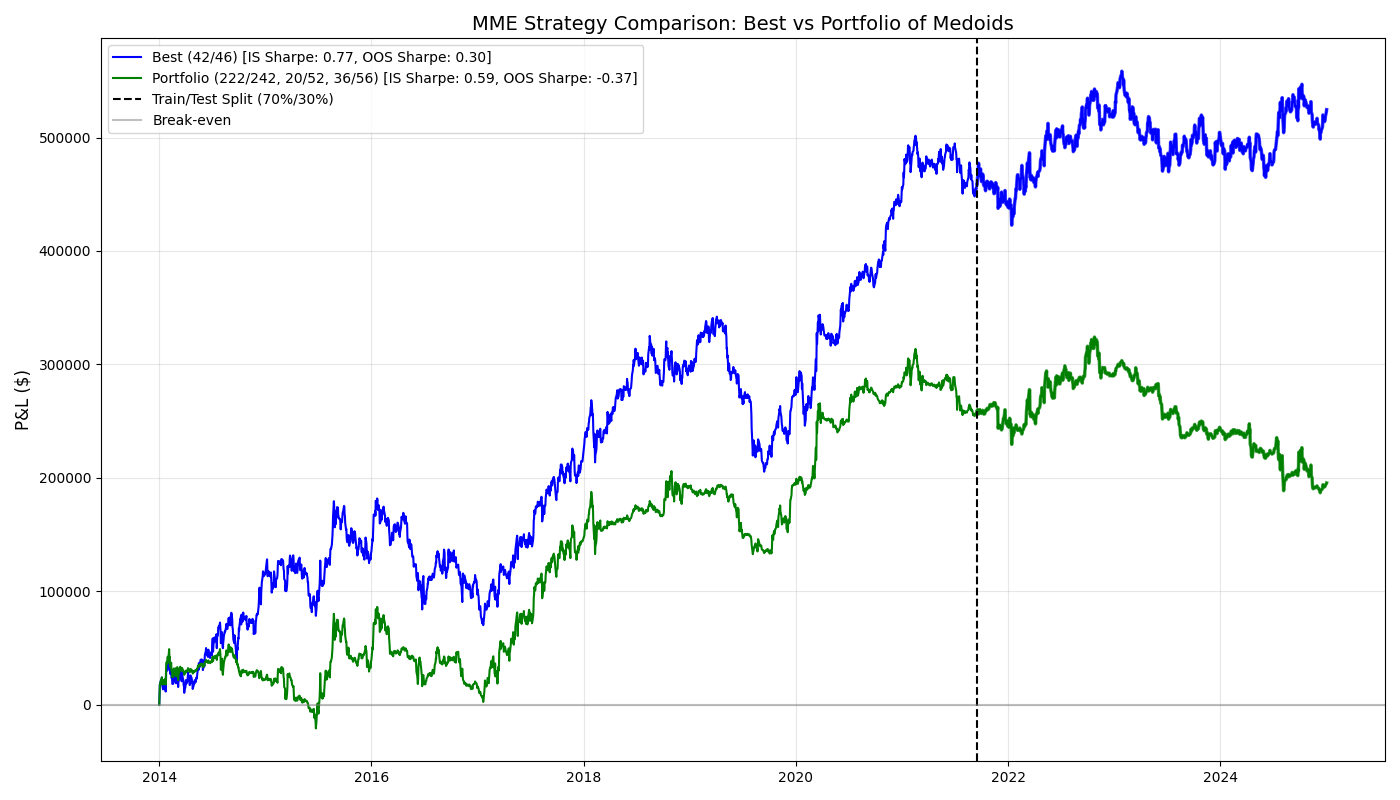 MME Strategy Comparison: Best vs Portfolio of Medoids
Best (42/46) [IS Sharpe: 0.77, OOS Sharpe: 0.30]
Portfolio (222/242, 20/52, 36/56) [IS Sharpe: 0.59, OOS Sharpe: -0.37]
Train/Test Split (70%/30%)
Break-even
P&L ($)
500000
400000
300000
200000
100000
0
2014 2016 2018 2020 2022 2024